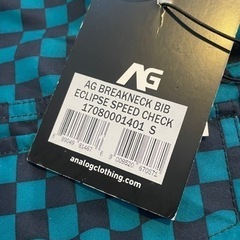 AG
AG BREAKNECK BIB
ECLIPSE SPEED CHECK
17080001401 S
analogclothing.com